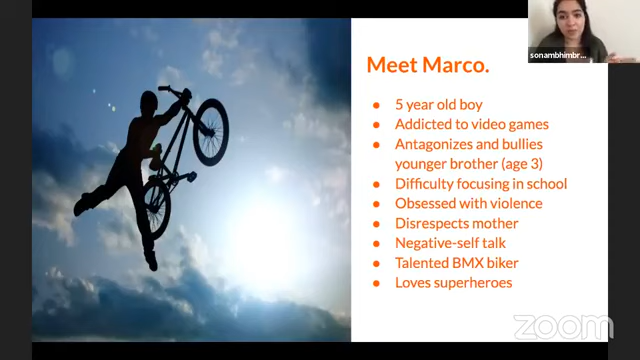 sonambhimbr...
Meet Marco.
5 year old boy
Addicted to video games
Antagonizes and bullies
younger brother (age 3)
Difficulty focusing in school
Obsessed with violence
Disrespects mother
Negative-self talk
Talented BMX biker
Loves superheroes
zoom